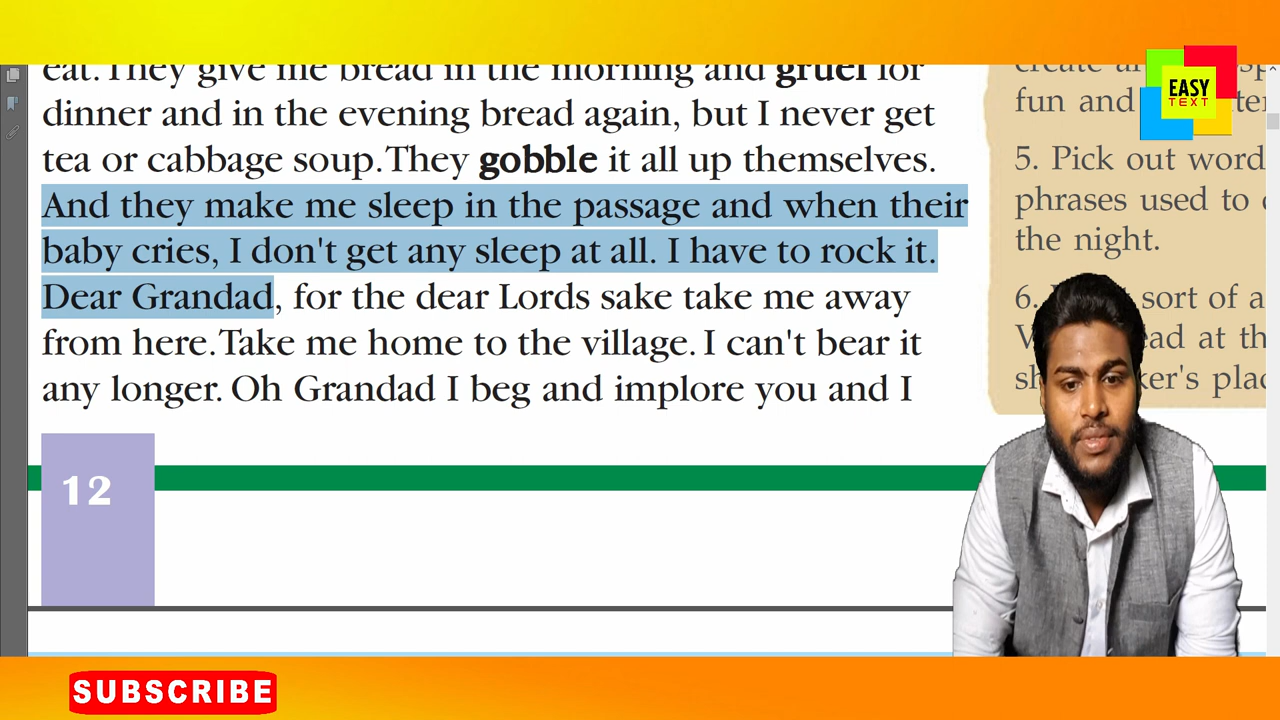 eat. They give me bread in the morning and gruel for
dinner and in the evening bread again, but I never get
tea or cabbage soup. They gobble it all up themselves.
And they make me sleep in the passage and when their
baby cries, I don't get any sleep at all. I have to rock it.
Dear Grandad, for the dear Lords sake take me away
from here. Take me home to the village. I can't bear it
any longer. Oh Grandad I beg and implore you and I
12
fun and
5. Pick out word
phrases used to
the night.
6. sort of a
at th
place
EASY
TEXT
SUBSCRIBE